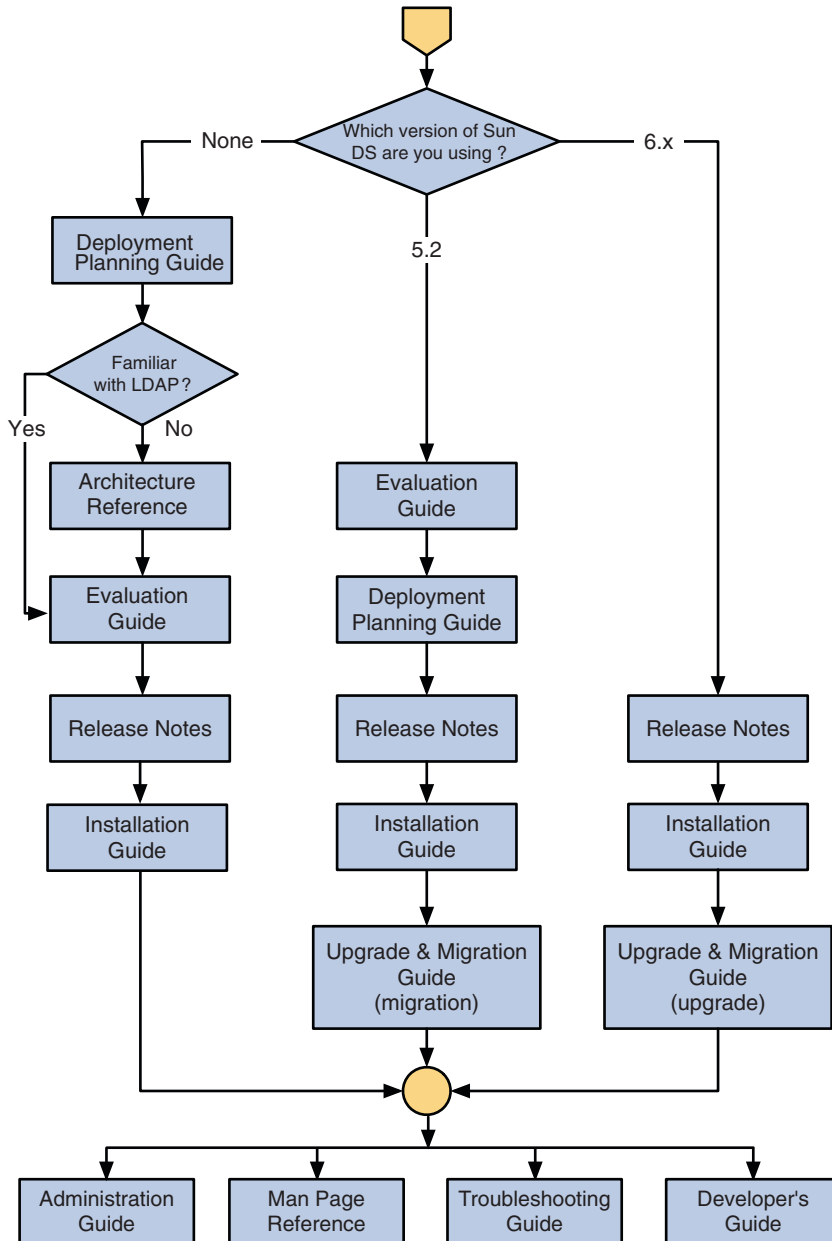 Which version of Sun
DS are you using ?
None
6.x
5.2
Deployment
Planning Guide
Familiar
with LDAP?
Yes
No
Architecture
Reference
Evaluation
Guide
Release Notes
Installation
Guide
Evaluation
Guide
Deployment
Planning Guide
Release Notes
Installation
Guide
Upgrade & Migration
Guide
(migration)
Release Notes
Installation
Guide
Upgrade & Migration
Guide
(upgrade)
Administration
Guide
Man Page
Reference
Troubleshooting
Guide
Developer's
Guide